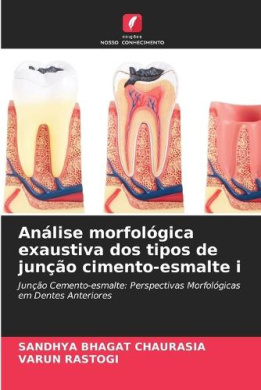 edições
NOSSO CONHECIMENTO
Análise morfológica
exaustiva dos tipos de
junção cimento-esmalte i
Junção Cemento-esmalte: Perspectivas Morfológicas
em Dentes Anteriores
SANDHYA BHAGAT CHAURASIA
VARUN RASTOGI